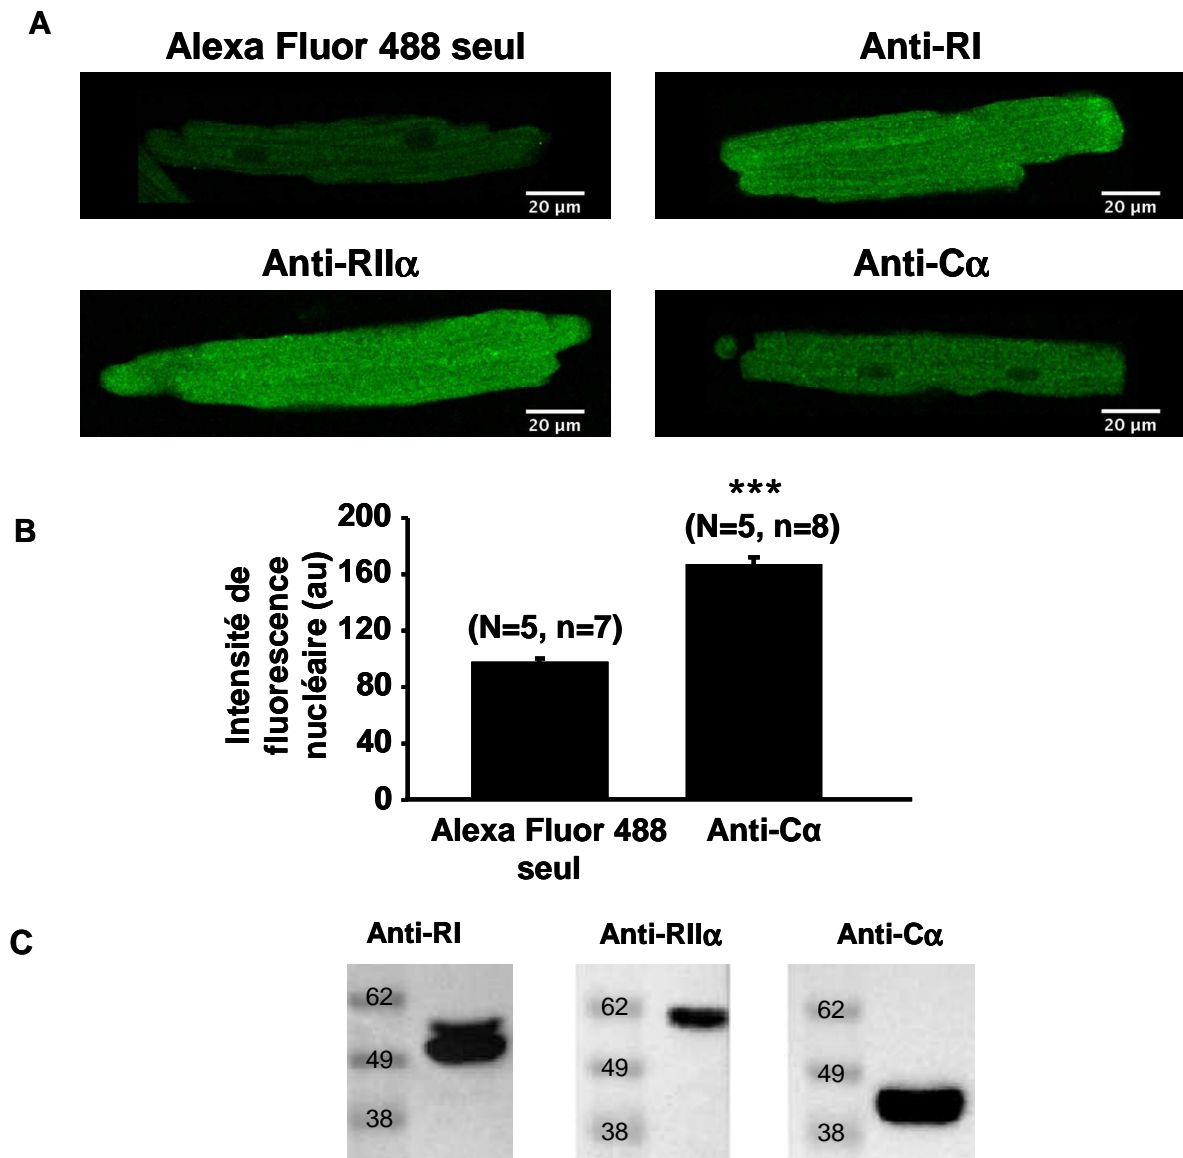 A
Alexa Fluor 488 seul
Anti-RI
20 µm
20 µm
Anti-RIIα
Anti-Cα
20 µm
20 µm
B
Intensité de
fluorescence
nucléaire (au)
200
160
120
80
40
0
(N=5, n=7)
***
(N=5, n=8)
Alexa Fluor 488
seul
Anti-Cα
C
Anti-RI
Anti-RIIα
Anti-Cα
62
49
38
62
49
38
62
49
38